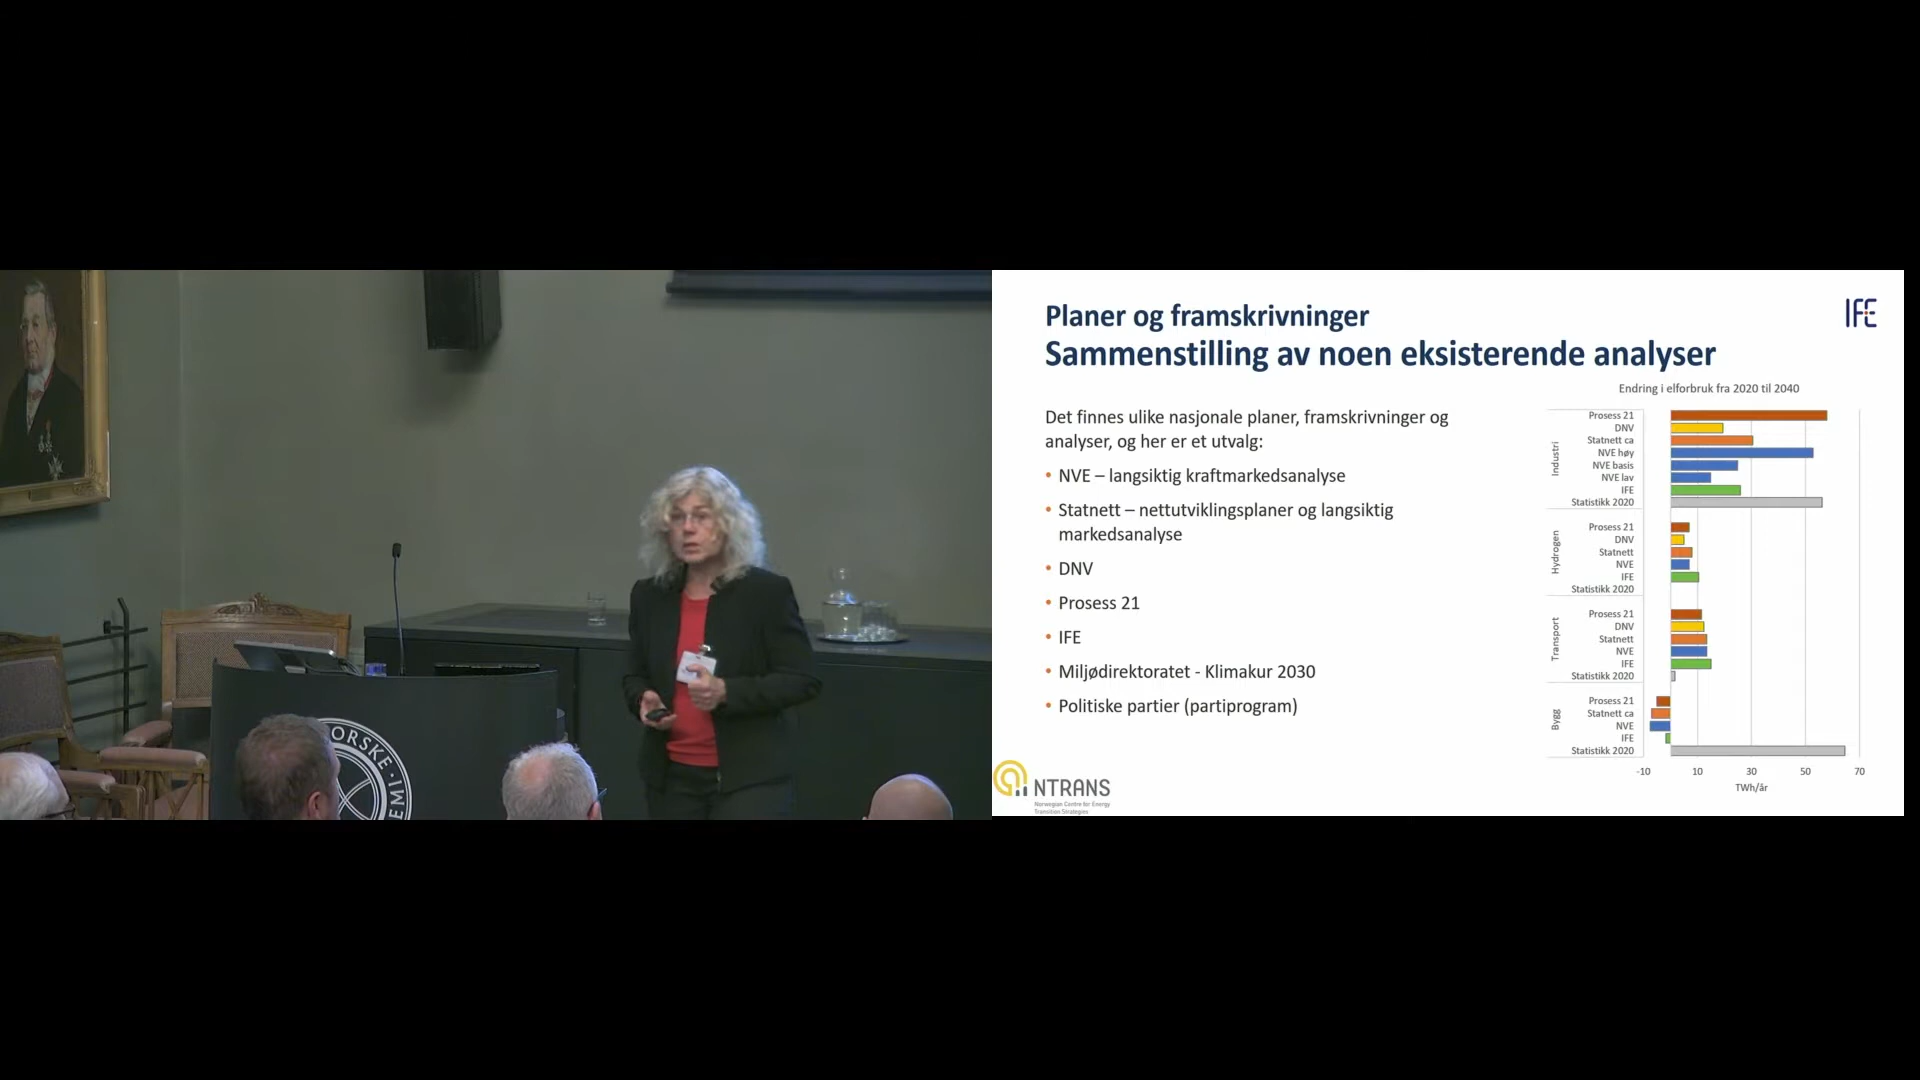 ORSKE · 
EMI ·
Planer og framskrivninger
Sammenstilling av noen eksisterende analyser
IFE
Det finnes ulike nasjonale planer, framskrivninger og
analyser, og her er et utvalg:
• NVE – langsiktig kraftmarkedsanalyse
• Statnett – nettutviklingsplaner og langsiktig
markedsanalyse
• DNV
• Prosess 21
• IFE
• Miljødirektoratet - Klimakur 2030
• Politiske partier (partiprogram)
NTRANS
Norwegian Centre for Energy
Transition Strategies
Endring i elforbruk fra 2020 til 2040
Industri
Prosess 21
DNV
Statnett ca
NVE høy
NVE basis
NVE lav
IFE
Statistikk 2020
Hydrogen
Prosess 21
DNV
Statnett
NVE
IFE
Statistikk 2020
Transport
Prosess 21
DNV
Statnett
NVE
IFE
Statistikk 2020
Bygg
Prosess 21
Statnett ca
NVE
IFE
Statistikk 2020
-10 10 30 50 70
TWh/år